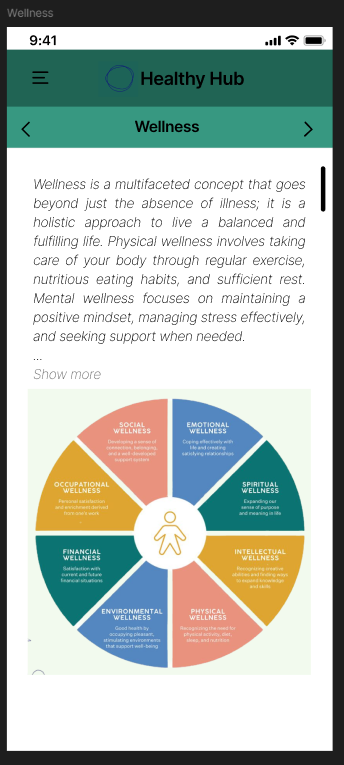 Wellness
9:41
Healthy Hub
Wellness
Wellness is a multifaceted concept that goes
beyond just the absence of illness; it is a
holistic approach to live a balanced and
fulfilling life. Physical wellness involves taking
care of your body through regular exercise,
nutritious eating habits, and sufficient rest.
Mental wellness focuses on maintaining a
positive mindset, managing stress effectively,
and seeking support when needed.
...
Show more
SOCIAL
WELLNESS
Developing a sense of
connection, belonging
and a well-developed
support system
EMOTIONAL
WELLNESS
Coping effectively with
life and creating
satisfying relationships
OCCUPATIONAL
WELLNESS
Personal satisfaction
and enrichment derived
from one's work
SPIRITUAL
WELLNESS
Expanding our
sense of purpose
and meaning in life
FINANCIAL
WELLNESS
Satisfaction with
current and future
financial situations
INTELLECTUAL
WELLNESS
Recognizing creative
abilities and finding ways
to expand knowledge
and skills
ENVIRONMENTAL
WELLNESS
Good health by
occupying pleasant,
stimulating environments
that support well-being
PHYSICAL
WELLNESS
Recognizing the need for
physical activity, diet,
sleep, and nutrition